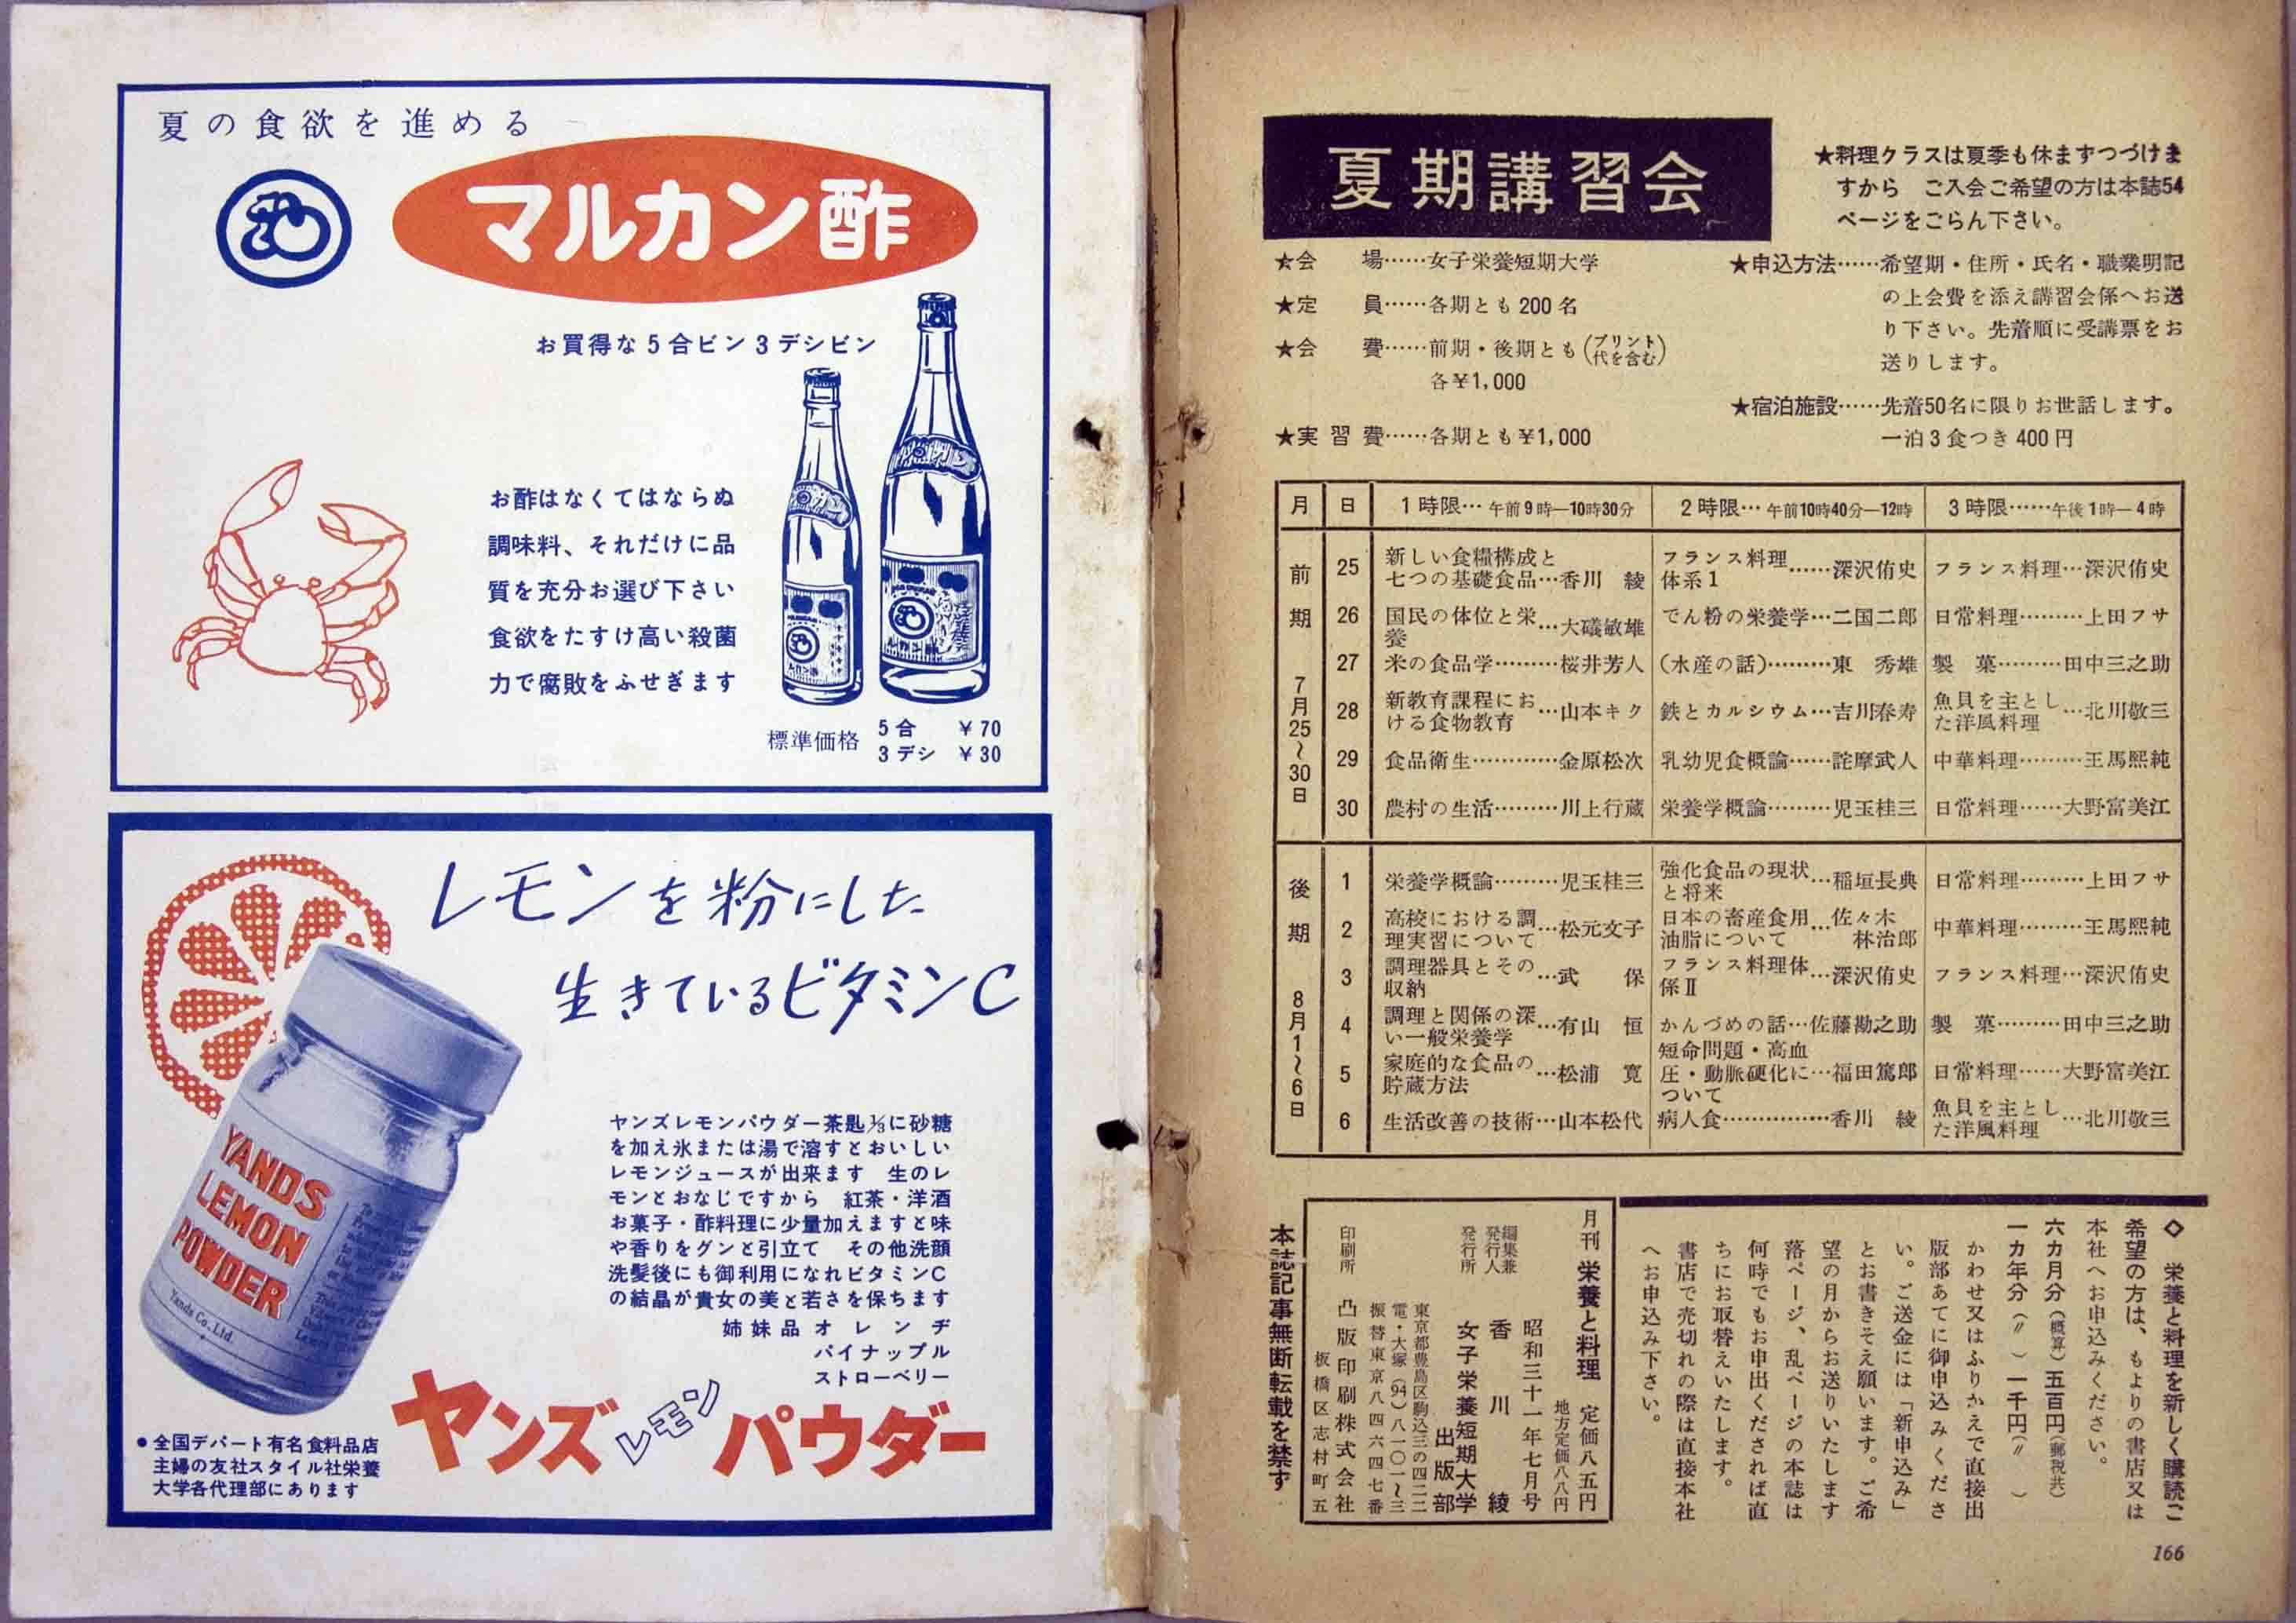 夏の食欲を進める
マルカン酢
お買得な5合ビン3デシビン
お酢はなくてはならぬ
調味料、それだけに品
質を充分お選び下さい
食欲をたすけ高い殺菌
力で腐敗をふせぎます
標準価格 5合 ¥70
3デシ ¥30
レモンを粉にした
生きているビタミンC
YANDS
LEMON
POWDER
Yands Co., Ltd.
ヤンズレモンパウダー茶匙⅓に砂糖
を加え氷または湯で溶すとおいしい
レモンジュースが出来ます 生のレ
モンとおなじですから 紅茶・洋酒
お菓子・酢料理に少量加えますと味
や香りをグンと引立て その他洗顔
洗髪後にも御利用になれビタミンC
の結晶が貴女の美と若さを保ちます
姉妹品オレンヂ
パイナップル
ストローベリー
ヤンズレモンパウダー
●全国デパート有名食料品店
主婦の友社スタイル社栄養
大学各代理部にあります
夏期講習会
★料理クラスは夏季も休まずつづけま
すから ご入会ご希望の方は本誌54
ページをごらん下さい。
★会場……女子栄養短期大学
★定員……各期とも200名
★会費……前期・後期とも(プリント代を含む)
各¥1,000
★実習費……各期とも¥1,000
★申込方法……希望期・住所・氏名・職業明記
の上会費を添え講習会係へお送
り下さい。先着順に受講票をお
送りします。
★宿泊施設……先着50名に限りお世話します。
一泊3食つき400円
月 日 1時限…午前9時—10時30分 2時限…午前10時40分—12時 3時限……午後1時—4時
前期 7月25〜30日
25 新しい食糧構成と七つの基礎食品…香川 綾 フランス料理体系1……深沢侑史 フランス料理…深沢侑史
26 国民の体位と栄養…大礒敏雄 でん粉の栄養学…二国二郎 日常料理………上田フサ
27 米の食品学………桜井芳人 (水産の話)………東 秀雄 製菓………田中三之助
28 新教育課程における食物教育…山本キク 鉄とカルシウム…吉川春寿 魚貝を主とした洋風料理…北川敬三
29 食品衛生…………金原松次 乳幼児食概論……詫摩武人 中華料理………王馬熙純
30 農村の生活………川上行蔵 栄養学概論………児玉桂三 日常料理……大野富美江
後期 8月1〜6日
1 栄養学概論………児玉桂三 強化食品の現状と将来…稲垣長典 日常料理………上田フサ
2 高校における調理実習について…松元文子 日本の畜産食用油脂について…佐々木林治郎 中華料理………王馬熙純
3 調理器具とその収納…武 保 フランス料理体係Ⅱ…深沢侑史 フランス料理…深沢侑史
4 調理と関係の深い一般栄養学…有山 恒 かんづめの話…佐藤勘之助 製菓………田中三之助
5 家庭的な食品の貯蔵方法…松浦 寛 短命問題・高血圧・動脈硬化について…福田篤郎 日常料理……大野富美江
6 生活改善の技術…山本松代 病人食……………香川 綾 魚貝を主とした洋風料理…北川敬三
◇栄養と料理を新しく購読ご
希望の方は、もよりの書店又は
本社へお申込みください。
六カ月分(概算)五百円(郵税共)
一カ年分(〃)一千円(〃)
かわせ又はふりかえで直接出
版部あてに御申込みくださ
い。ご送金には「新申込み」
とお書きそえ願います。ご希
望の月からお送りいたします
落ページ、乱ページの本誌は
何時でもお申出くだされば直
ちにお取替えいたします。
書店で売切れの際は直接本社
へお申込み下さい。
月刊 栄養と料理 定価八五円
地方定価八八円
昭和三十一年七月号
編集兼発行人 香川綾
発行所 女子栄養短期大学出版部
東京都豊島区駒込三の四二二
電・大塚(94)八一〇一〜三
振替東京八四六四七番
印刷所 凸版印刷株式会社
板橋区志村町五
本誌記事無断転載を禁ず
166